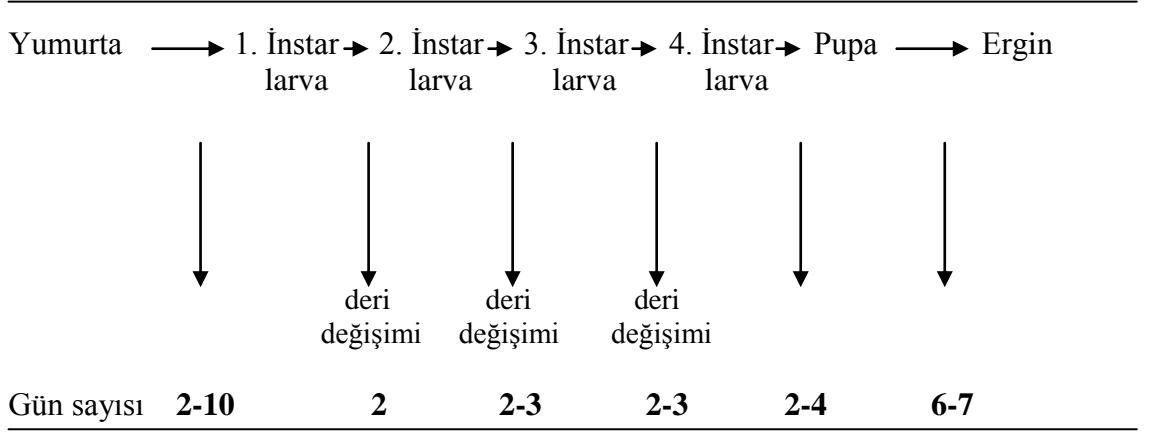 Yumurta 1. İnstar 2. İnstar 3. İnstar 4. İnstar Pupa Ergin
larva larva larva larva
deri deri deri
değişimi değişimi değişimi
Gün sayısı 2-10 2 2-3 2-3 2-4 6-7